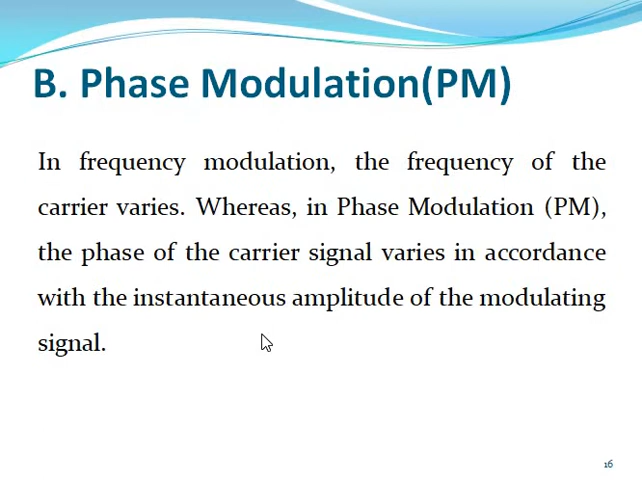 B. Phase Modulation(PM)
In frequency modulation, the frequency of the
carrier varies. Whereas, in Phase Modulation (PM),
the phase of the carrier signal varies in accordance
with the instantaneous amplitude of the modulating
signal.
16